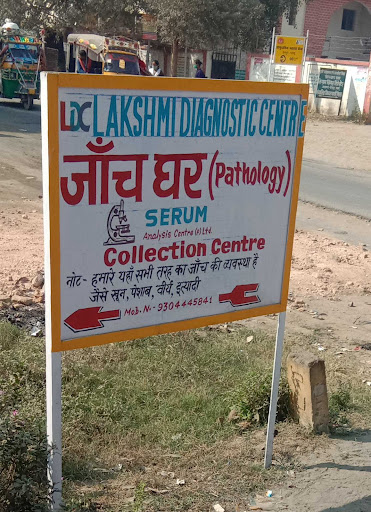 LDC LAKSHMI DIAGNOSTIC CENTRE
जाँच घर (Pathology)
SERUM
Analysis Centre (P) Ltd.
Collection Centre
नोट- हमारे यहाँ सभी तरह का जाँच की व्यवस्था है
जैसे खून, पेशाब, वीर्य, इत्यादी
Mob. No- 9304445841